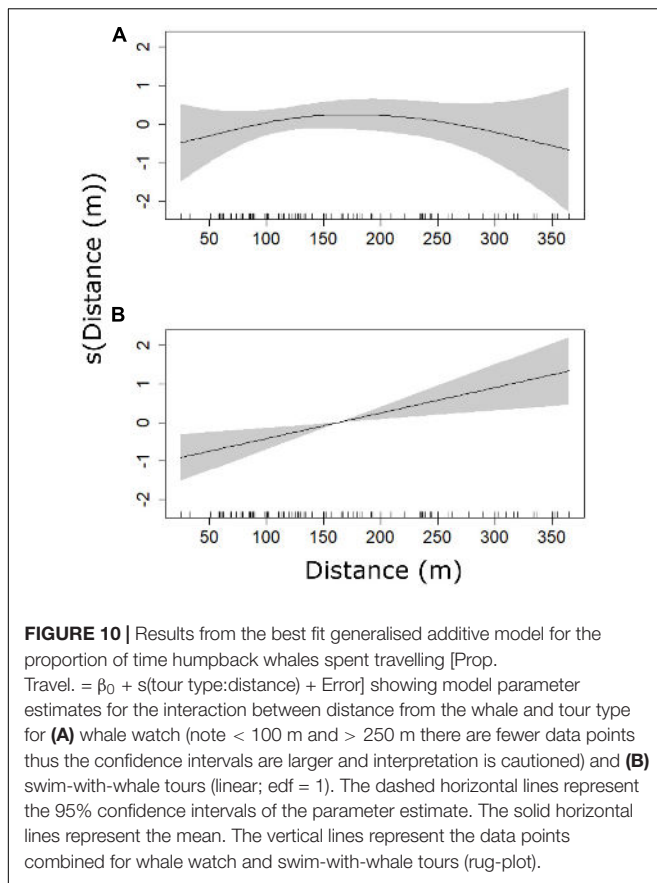 A
2
1
0
-1
-2
50 100 150 200 250 300 350
s(Distance (m))
B
2
1
0
-1
-2
50 100 150 200 250 300 350
Distance (m)
FIGURE 10 | Results from the best fit generalised additive model for the
proportion of time humpback whales spent travelling [Prop.
Travel. = β0 + s(tour type:distance) + Error] showing model parameter
estimates for the interaction between distance from the whale and tour type
for (A) whale watch (note < 100 m and > 250 m there are fewer data points
thus the confidence intervals are larger and interpretation is cautioned) and (B)
swim-with-whale tours (linear; edf = 1). The dashed horizontal lines represent
the 95% confidence intervals of the parameter estimate. The solid horizontal
lines represent the mean. The vertical lines represent the data points
combined for whale watch and swim-with-whale tours (rug-plot).